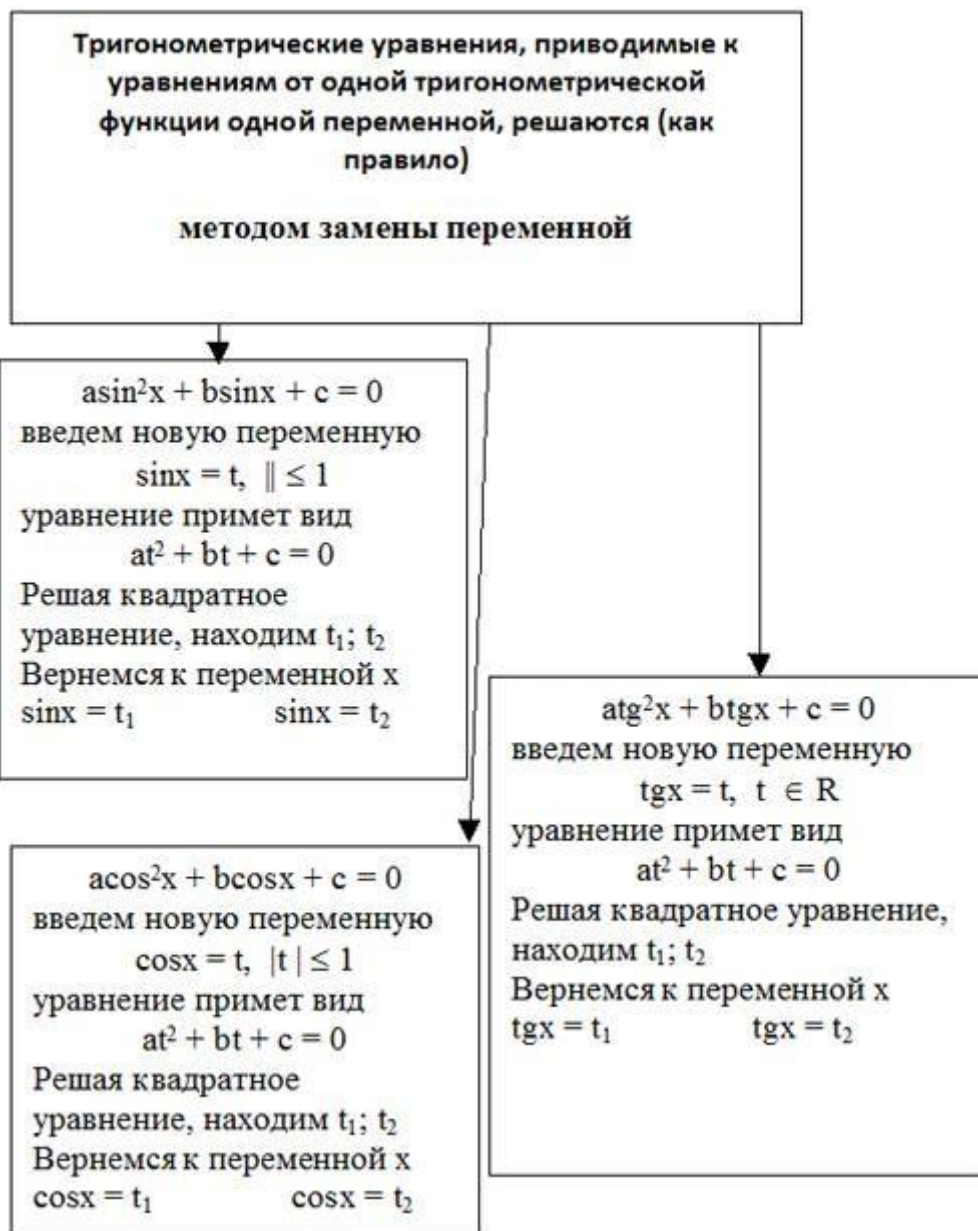 Тригонометрические уравнения, приводимые к
уравнениям от одной тригонометрической
функции одной переменной, решаются (как
правило)
методом замены переменной
asin²x + bsinx + c = 0
введем новую переменную
sinx = t, || ≤ 1
уравнение примет вид
at² + bt + c = 0
Решая квадратное
уравнение, находим t₁; t₂
Вернемся к переменной x
sinx = t₁ sinx = t₂
acos²x + bcosx + c = 0
введем новую переменную
cosx = t, |t | ≤ 1
уравнение примет вид
at² + bt + c = 0
Решая квадратное
уравнение, находим t₁; t₂
Вернемся к переменной x
cosx = t₁ cosx = t₂
atg²x + btgx + c = 0
введем новую переменную
tgx = t, t ∈ R
уравнение примет вид
at² + bt + c = 0
Решая квадратное уравнение,
находим t₁; t₂
Вернемся к переменной x
tgx = t₁ tgx = t₂